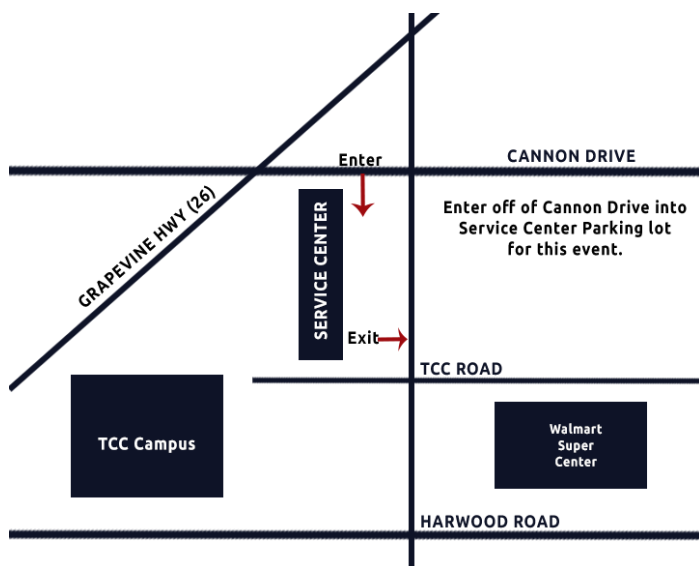 Enter
CANNON DRIVE
GRAPEVINE HWY (26)
Enter off of Cannon Drive into
Service Center Parking lot
for this event.
SERVICE CENTER
Exit
TCC ROAD
TCC Campus
Walmart
Super
Center
HARWOOD ROAD